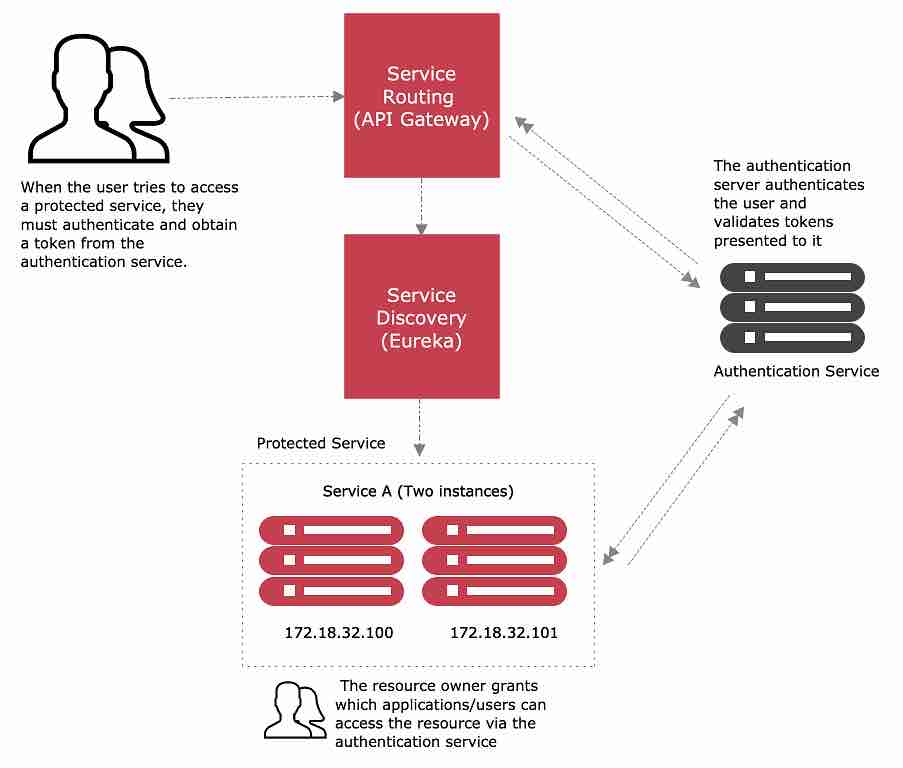 Service
Routing
(API Gateway)
When the user tries to access
a protected service, they
must authenticate and obtain
a token from the
authentication service.
The authentication
server authenticates
the user and
validates tokens
presented to it
Service
Discovery
(Eureka)
Authentication Service
Protected Service
Service A (Two instances)
172.18.32.100
172.18.32.101
The resource owner grants
which applications/users can
access the resource via the
authentication service